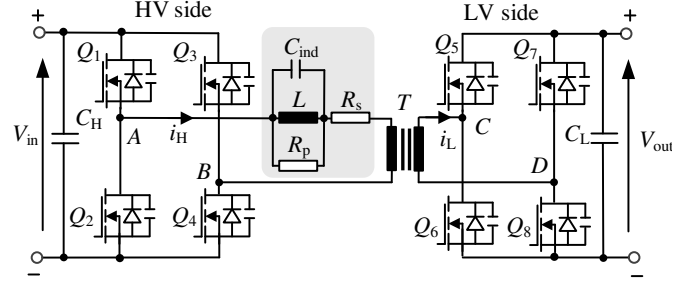 HV side
LV side
+
+
Q1
Q3
Cind
Q5
Q7
L
Rs
T
Vin
CH
A
iH
Rp
iL
C
CL
Vout
B
D
Q2
Q4
Q6
Q8
−
−